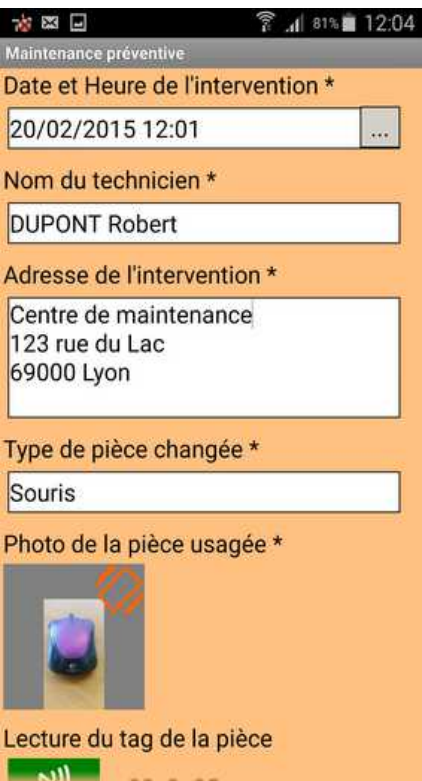 81% 12:04
Maintenance préventive
Date et Heure de l'intervention *
20/02/2015 12:01 ...
Nom du technicien *
DUPONT Robert
Adresse de l'intervention *
Centre de maintenance
123 rue du Lac
69000 Lyon
Type de pièce changée *
Souris
Photo de la pièce usagée *
Lecture du tag de la pièce